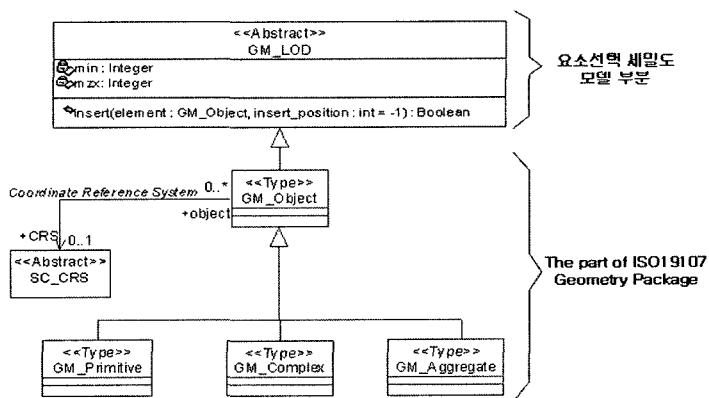 <<Abstract>>
GM_LOD
min : Integer
mzx: Integer
insert(element : GM_Object, insert_position : int = -1) : Boolean
요소선택 세밀도
모델 부분
<<Type>>
GM_Object
Coordinate Reference System
0..*
+object
+CRS
0..1
<<Abstract>>
SC_CRS
The part of ISO19107
Geometry Package
<<Type>>
GM_Primitive
<<Type>>
GM_Complex
<<Type>>
GM_Aggregate